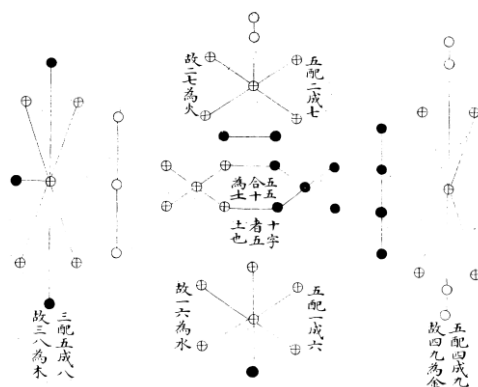 五配二成七
故二七為火
五五
合十
為土
十字
者五
土也
五配一成六
故一六為水
五配四成九
故四九為金
三配五成八
故三八為木